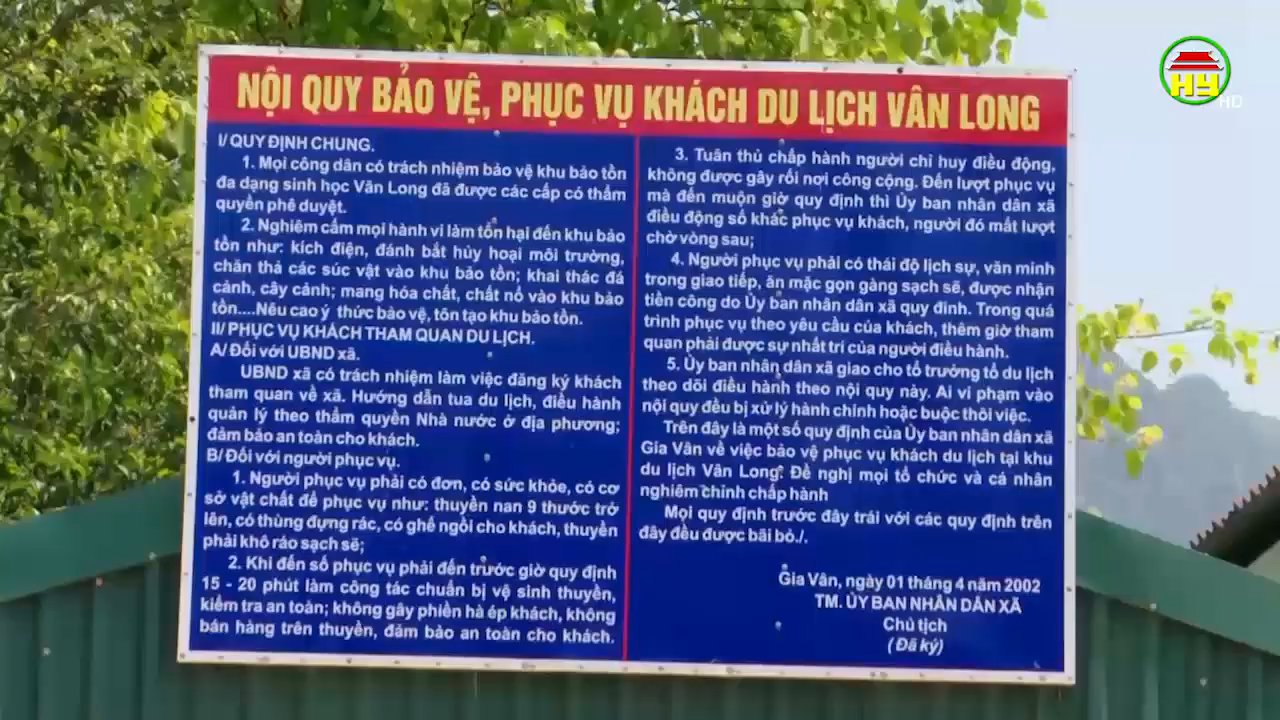 NỘI QUY BẢO VỆ, PHỤC VỤ KHÁCH DU LỊCH VÂN LONG
I/ QUY ĐỊNH CHUNG.
1. Mọi công dân có trách nhiệm bảo vệ khu bảo tồn
đa dạng sinh học Vân Long đã được các cấp có thẩm
quyền phê duyệt.
2. Nghiêm cấm mọi hành vi làm tổn hại đến khu bảo
tồn như: kích điện, đánh bắt hủy hoại môi trường,
chăn thả các súc vật vào khu bảo tồn; khai thác đá
cảnh, cây cảnh; mang hóa chất, chất nổ vào khu bảo
tồn....Nêu cao ý thức bảo vệ, tôn tạo khu bảo tồn.
II/ PHỤC VỤ KHÁCH THAM QUAN DU LỊCH.
A/ Đối với UBND xã.
UBND xã có trách nhiệm làm việc đăng ký khách
tham quan về xã. Hướng dẫn tua du lịch, điều hành
quản lý theo thẩm quyền Nhà nước ở địa phương;
đảm bảo an toàn cho khách.
B/ Đối với người phục vụ.
1. Người phục vụ phải có đơn, có sức khỏe, có cơ
sở vật chất để phục vụ như: thuyền nan 9 thước trở
lên, có thùng đựng rác, có ghế ngồi cho khách, thuyền
phải khô ráo sạch sẽ;
2. Khi đến số phục vụ phải đến trước giờ quy định
15 - 20 phút làm công tác chuẩn bị vệ sinh thuyền,
kiểm tra an toàn; không gây phiền hà ép khách, không
bán hàng trên thuyền, đảm bảo an toàn cho khách.
3. Tuân thủ chấp hành người chỉ huy điều động,
không được gây rối nơi công cộng. Đến lượt phục vụ
mà đến muộn giờ quy định thì Ủy ban nhân dân xã
điều động số khác phục vụ khách, người đó mất lượt
chờ vòng sau;
4. Người phục vụ phải có thái độ lịch sự, văn minh
trong giao tiếp, ăn mặc gọn gàng sạch sẽ, được nhận
tiền công do Ủy ban nhân dân xã quy đinh. Trong quá
trình phục vụ theo yêu cầu của khách, thêm giờ tham
quan phải được sự nhất trí của người điều hành.
5. Ủy ban nhân dân xã giao cho tổ trưởng tổ du lịch
theo dõi điều hành theo nội quy này. Ai vi phạm vào
nội quy đều bị xử lý hành chính hoặc buộc thôi việc.
Trên đây là một số quy định của Ủy ban nhân dân xã
Gia Vân về việc bảo vệ phục vụ khách du lịch tại khu
du lịch Vân Long. Đề nghị mọi tổ chức và cá nhân
nghiêm chỉnh chấp hành
Mọi quy định trước đây trái với các quy định trên
đây đều được bãi bỏ./.
Gia Vân, ngày 01 tháng 4 năm 2002
TM. ỦY BAN NHÂN DÂN XÃ
Chủ tịch
(Đã ký)
HY
HD